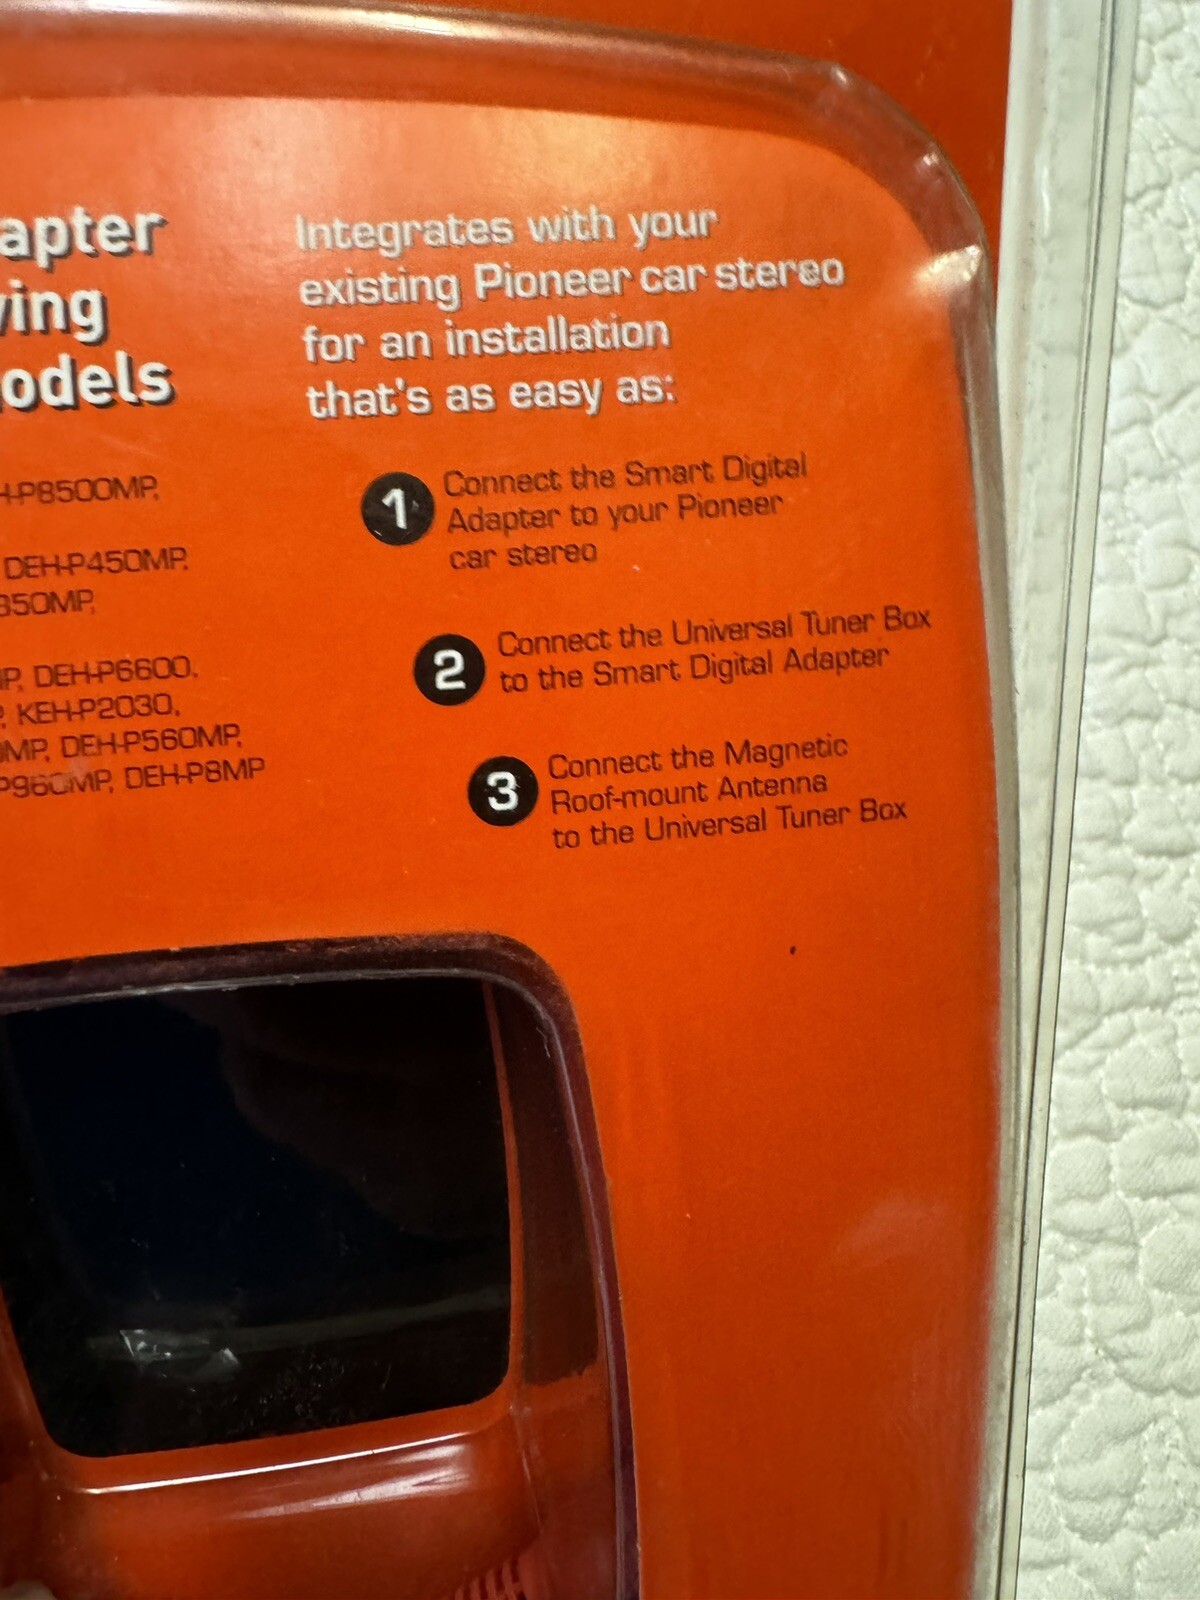 apter
ving
odels
H-P8500MP,
DEH-P450MP,
350MP,
MP, DEH-P6600,
P, KEH-P2030,
0MP, DEH-P560MP,
P960MP, DEH-P8MP
Integrates with your
existing Pioneer car stereo
for an installation
that's as easy as:
1 Connect the Smart Digital
Adapter to your Pioneer
car stereo
2 Connect the Universal Tuner Box
to the Smart Digital Adapter
3 Connect the Magnetic
Roof-mount Antenna
to the Universal Tuner Box